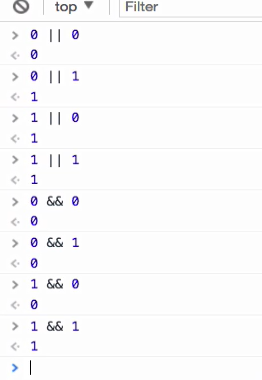 top ▼ Filter
> 0 || 0
<· 0
> 0 || 1
<· 1
> 1 || 0
<· 1
> 1 || 1
<· 1
> 0 && 0
<· 0
> 0 && 1
<· 0
> 1 && 0
<· 0
> 1 && 1
<· 1
>